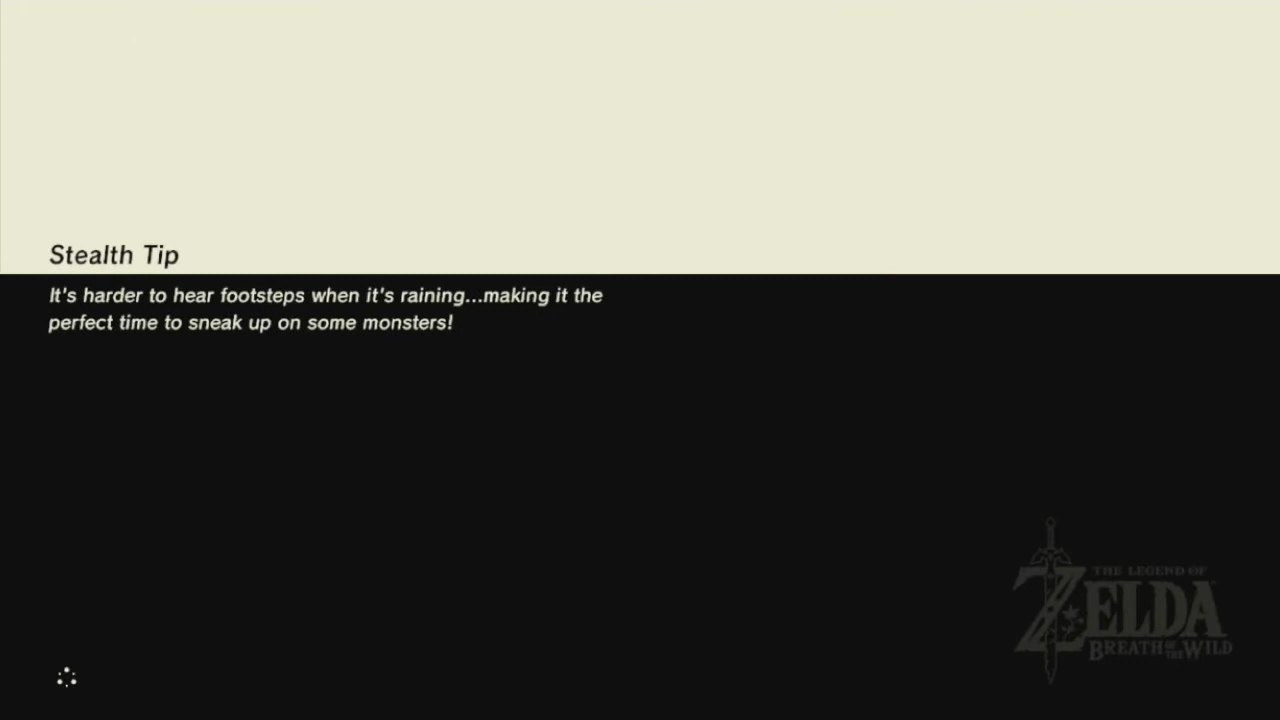 Stealth Tip
It's harder to hear footsteps when it's raining...making it the
perfect time to sneak up on some monsters!
THE LEGEND OF
ZELDA
BREATH OF THE WILD